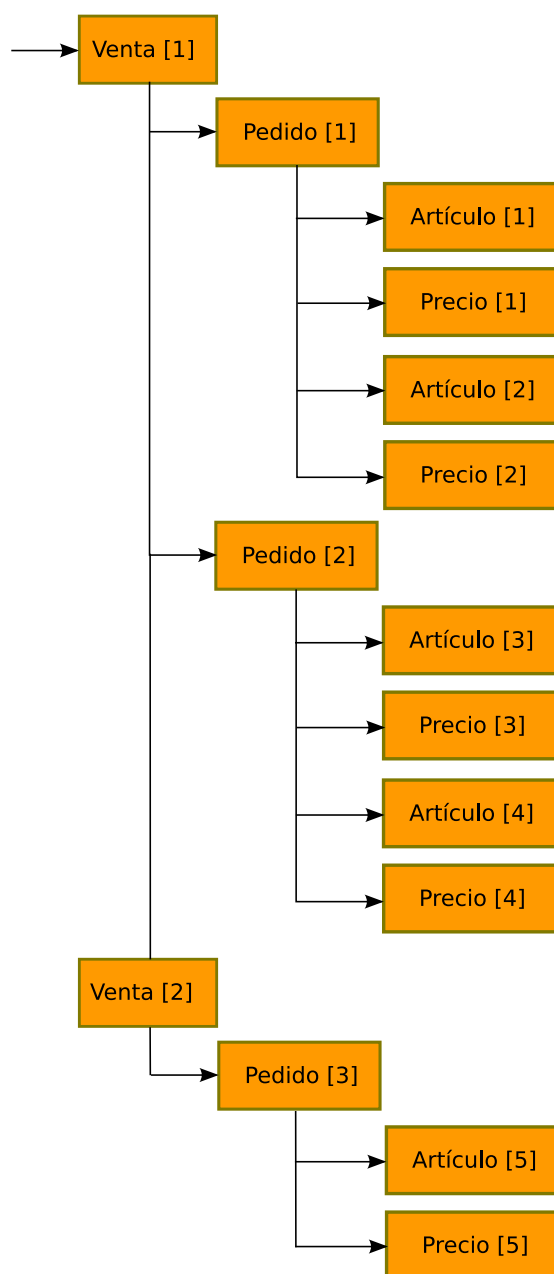 Venta [1]
Pedido [1]
Artículo [1]
Precio [1]
Artículo [2]
Precio [2]
Pedido [2]
Artículo [3]
Precio [3]
Artículo [4]
Precio [4]
Venta [2]
Pedido [3]
Artículo [5]
Precio [5]